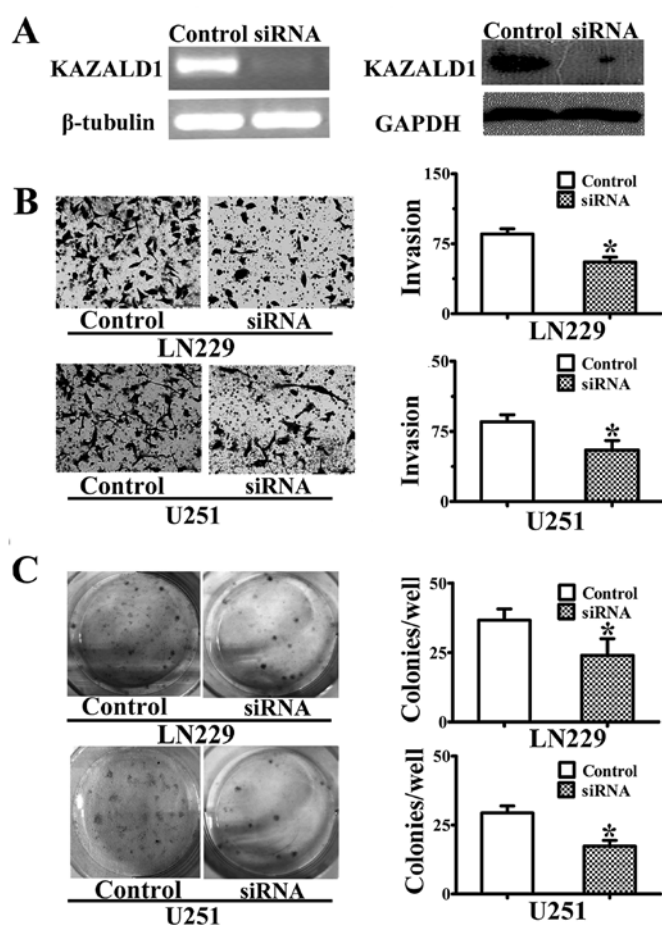 A
Control siRNA
KAZALD1
β-tubulin
Control siRNA
KAZALD1
GAPDH
B
Control siRNA
LN229
Control siRNA
U251
150
75
0
Invasion
Control
siRNA
*
LN229
50
75
0
Invasion
Control
siRNA
*
U251
C
Control siRNA
LN229
Control siRNA
U251
50
25
0
Colonies/well
Control
siRNA
*
LN229
50
25
0
Colonies/well
Control
siRNA
*
U251